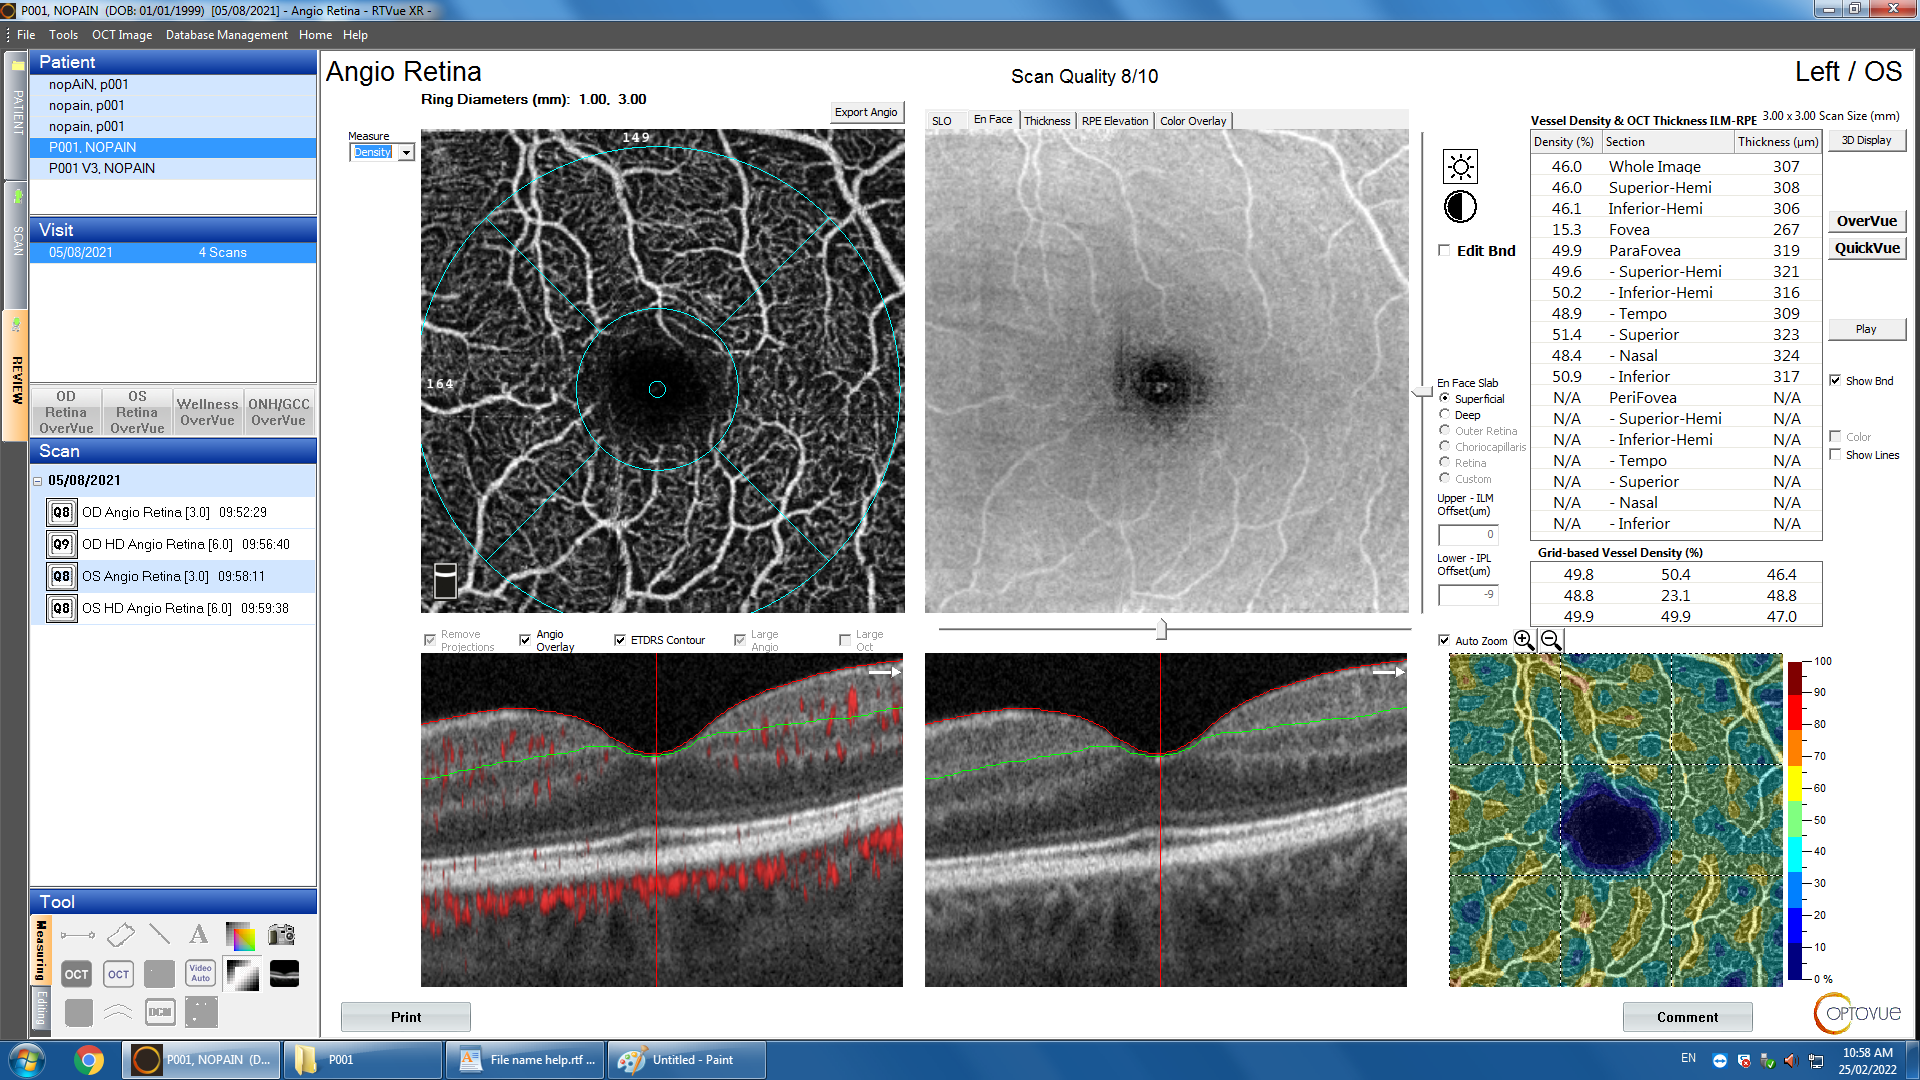 P001, NOPAIN (DOB: 01/01/1999) [05/08/2021] - Angio Retina - RTVue XR -
File Tools OCT Image Database Management Home Help
PATIENT
SCAN
REVIEW
Patient
nopAiN, p001
nopain, p001
nopain, p001
P001, NOPAIN
P001 V3, NOPAIN
Visit
05/08/2021 4 Scans
OD Retina OverVue
OS Retina OverVue
Wellness OverVue
ONH/GCC OverVue
Scan
05/08/2021
Q8 OD Angio Retina [3.0] 09:52:29
Q9 OD HD Angio Retina [6.0] 09:56:40
Q8 OS Angio Retina [3.0] 09:58:11
Q8 OS HD Angio Retina [6.0] 09:59:38
Tool
Measuring
Editing
A
OCT
OCT
Video Auto
DCM
Angio Retina
Scan Quality 8/10
Left / OS
Ring Diameters (mm): 1.00, 3.00
Export Angio
Measure
Density
149
164
SLO
En Face
Thickness
RPE Elevation
Color Overlay
Edit Bnd
En Face Slab
Superficial
Deep
Outer Retina
Choriocapillaris
Retina
Custom
Upper - ILM
Offset(um)
0
Lower - IPL
Offset(um)
-9
Vessel Density & OCT Thickness ILM-RPE 3.00 x 3.00 Scan Size (mm)
Density (%) Section Thickness (µm)
46.0 Whole Image 307
46.0 Superior-Hemi 308
46.1 Inferior-Hemi 306
15.3 Fovea 267
49.9 ParaFovea 319
49.6 - Superior-Hemi 321
50.2 - Inferior-Hemi 316
48.9 - Tempo 309
51.4 - Superior 323
48.4 - Nasal 324
50.9 - Inferior 317
N/A PeriFovea N/A
N/A - Superior-Hemi N/A
N/A - Inferior-Hemi N/A
N/A - Tempo N/A
N/A - Superior N/A
N/A - Nasal N/A
N/A - Inferior N/A
Grid-based Vessel Density (%)
49.8 50.4 46.4
48.8 23.1 48.8
49.9 49.9 47.0
3D Display
OverVue
QuickVue
Play
Show Bnd
Color
Show Lines
Remove Projections
Angio Overlay
ETDRS Contour
Large Angio
Large Oct
Auto Zoom
100
90
80
70
60
50
40
30
20
10
0 %
Print
Comment
OPTOVUE
P001, NOPAIN (D...
P001
File name help.rtf ...
Untitled - Paint
EN
10:58 AM
25/02/2022